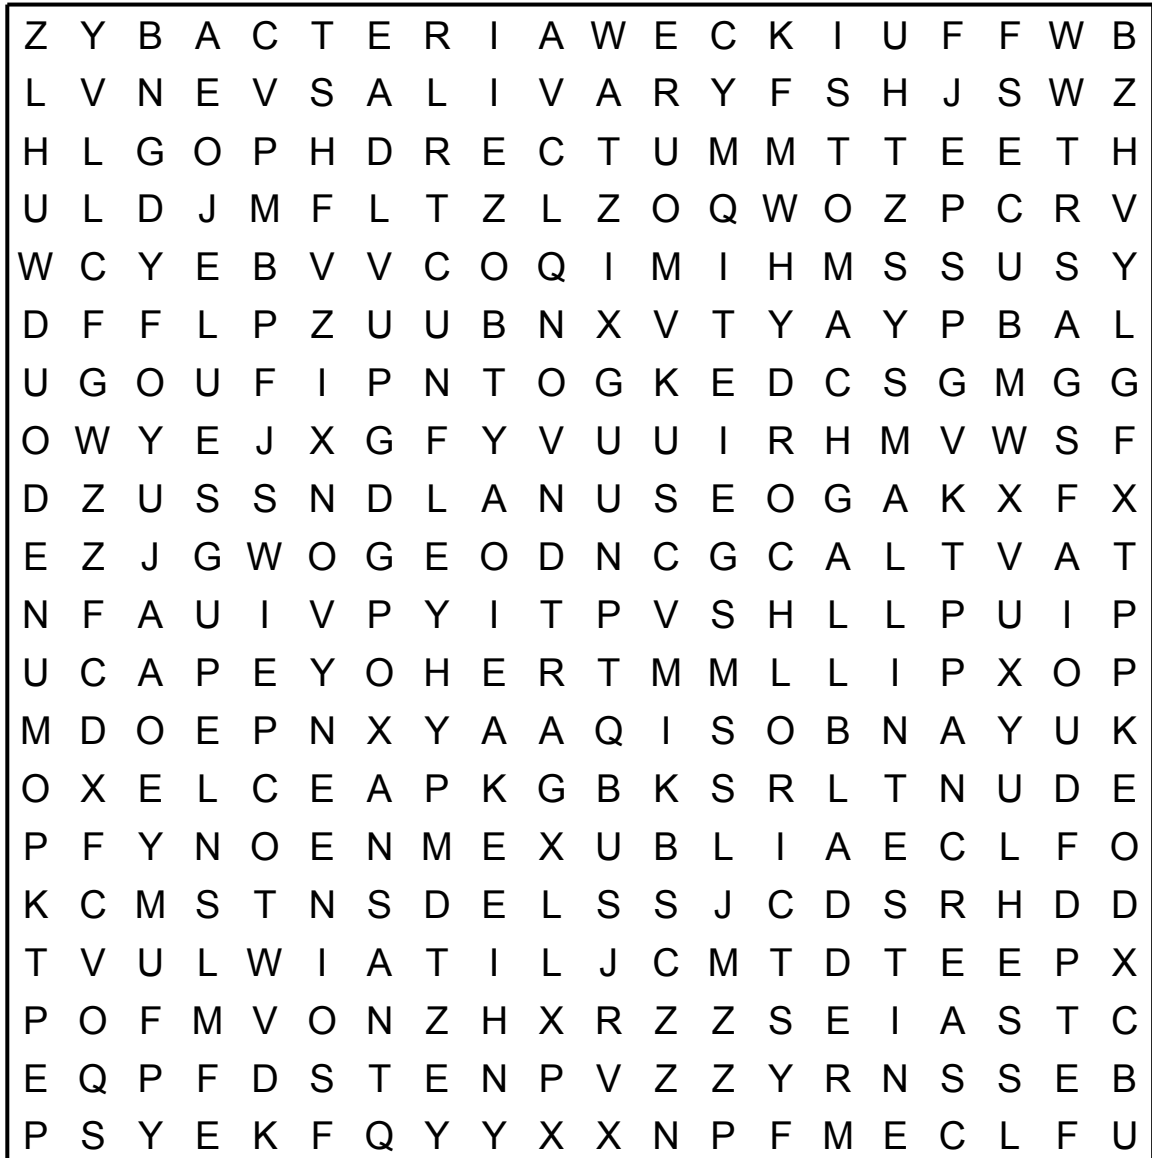 Z Y B A C T E R I A W E C K I U F F W B
L V N E V S A L I V A R Y F S H J S W Z
H L G O P H D R E C T U M M T T E E T H
U L D J M F L T Z L Z O Q W O Z P C R V
W C Y E B V V C O Q I M I H M S S U S Y
D F F L P Z U U B N X V T Y A Y P B A L
U G O U F I P N T O G K E D C S G M G G
O W Y E J X G F Y V U U I R H M V W S F
D Z U S S N D L A N U S E O G A K X F X
E Z J G W O G E O D N C G C A L T V A T
N F A U I V P Y I T P V S H L L P U I P
U C A P E Y O H E R T M M L L I P X O P
M D O E P N X Y A A Q I S O B N A Y U K
O X E L C E A P K G B K S R L T N U D E
P F Y N O E N M E X U B L I A E C L F O
K C M S T N S D E L S S J C D S R H D D
T V U L W I A T I L J C M T D T E E P X
P O F M V O N Z H X R Z Z S E I A S T C
E Q P F D S T E N P V Z Z Y R N S S E B
P S Y E K F Q Y Y X X N P F M E C L F U